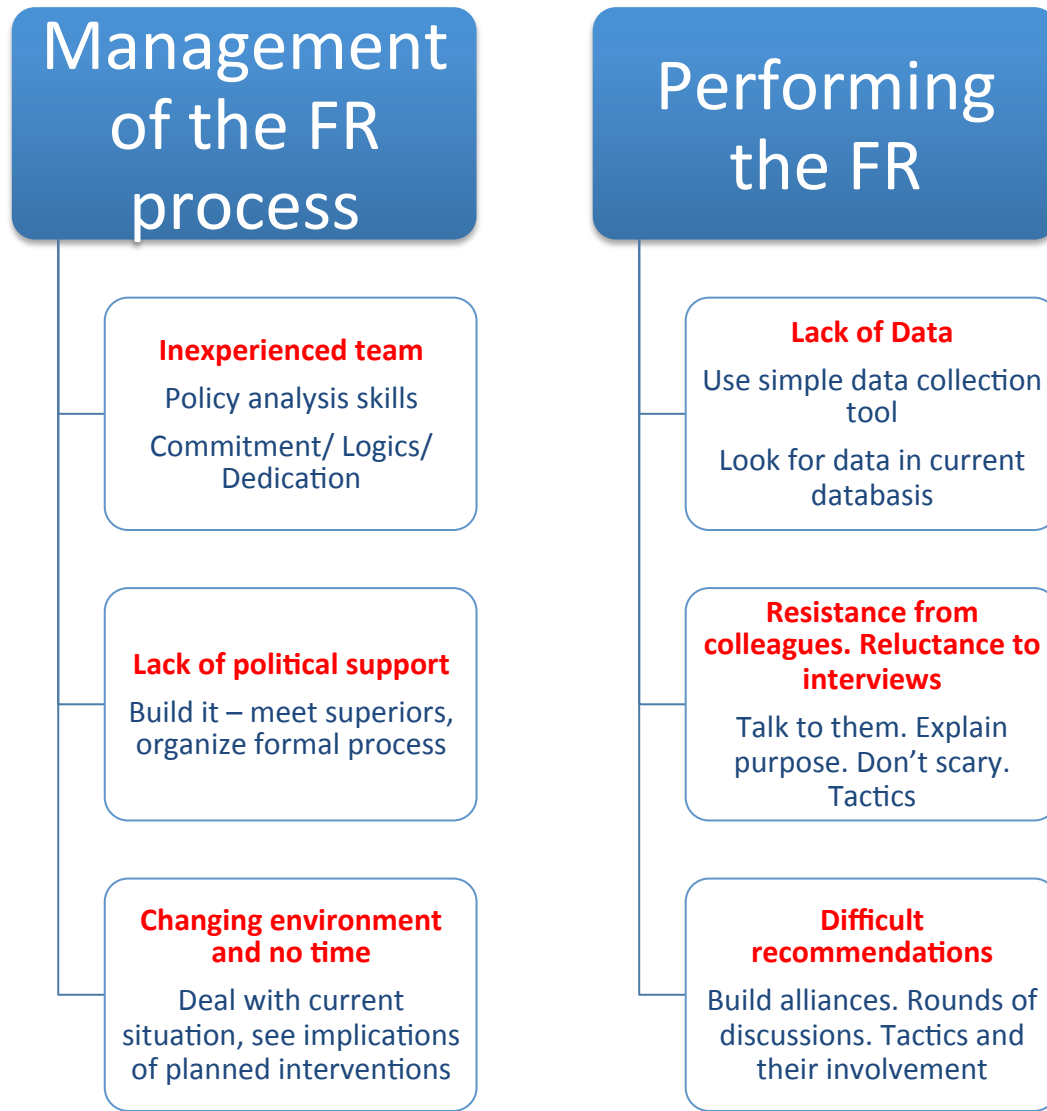 Management
of the FR
process
Inexperienced team
Policy analysis skills
Commitment/ Logics/
Dedication
Lack of political support
Build it – meet superiors,
organize formal process
Changing environment
and no time
Deal with current
situation, see implications
of planned interventions
Performing
the FR
Lack of Data
Use simple data collection
tool
Look for data in current
databasis
Resistance from
colleagues. Reluctance to
interviews
Talk to them. Explain
purpose. Don’t scary.
Tactics
Difficult
recommendations
Build alliances. Rounds of
discussions. Tactics and
their involvement